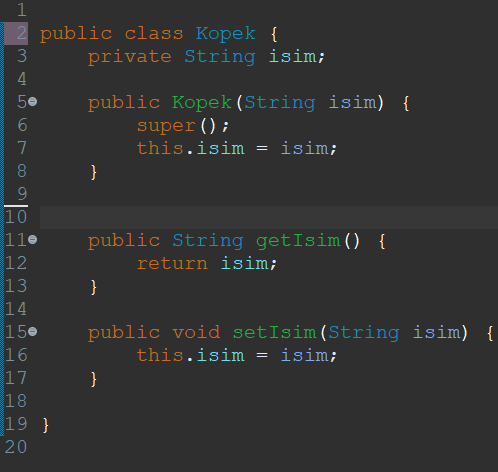 1
2 public class Kopek {
3     private String isim;
4
5     public Kopek(String isim) {
6         super();
7         this.isim = isim;
8     }
9
10
11     public String getIsim() {
12         return isim;
13     }
14
15     public void setIsim(String isim) {
16         this.isim = isim;
17     }
18
19 }
20